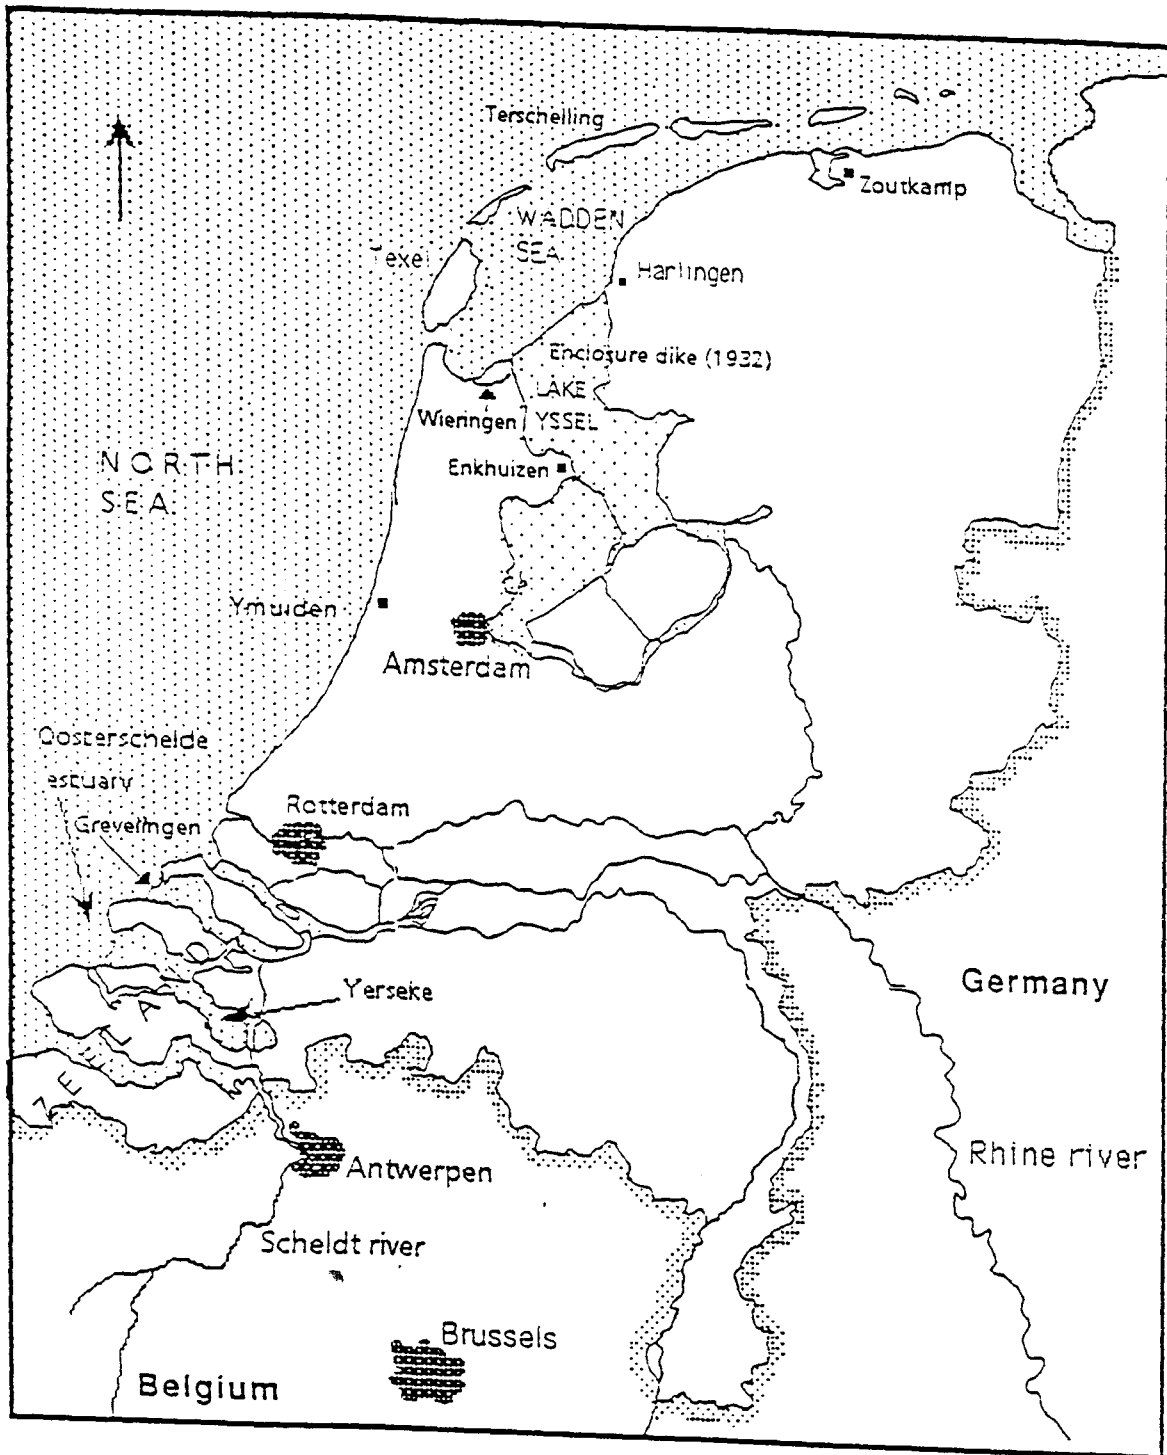 Terschelling
Zoutkamp
WADDEN
SEA
Texel
Harlingen
Enclosure dike (1932)
LAKE
YSSEL
Wieringen
Enkhuizen
NORTH
SEA
Ymuiden
Amsterdam
Oosterschelde
estuary
Rotterdam
Grevelingen
Germany
Yerseke
ZEELA
Rhine river
Antwerpen
Scheldt river
Brussels
Belgium